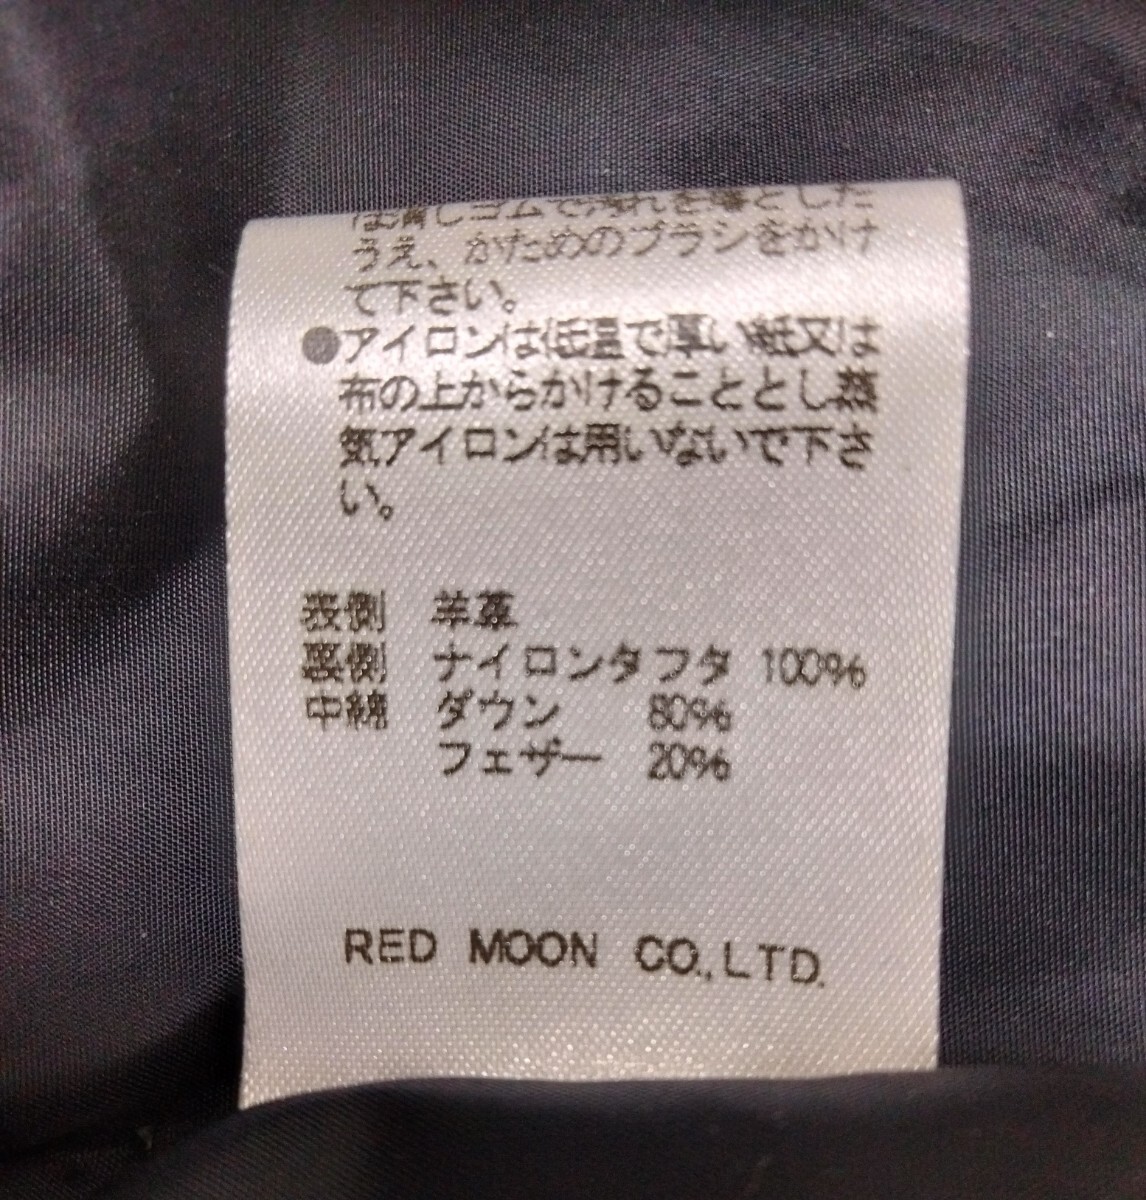 は消しゴムで汚れを落とした
うえ、かためのブラシをかけ
て下さい。
●アイロンは低温で厚い紙又は
布の上からかけることとし蒸
気アイロンは用いないで下さ
い。
表側 羊革
裏側 ナイロンタフタ 100%
中綿 ダウン 80%
フェザー 20%
RED MOON CO.,LTD.